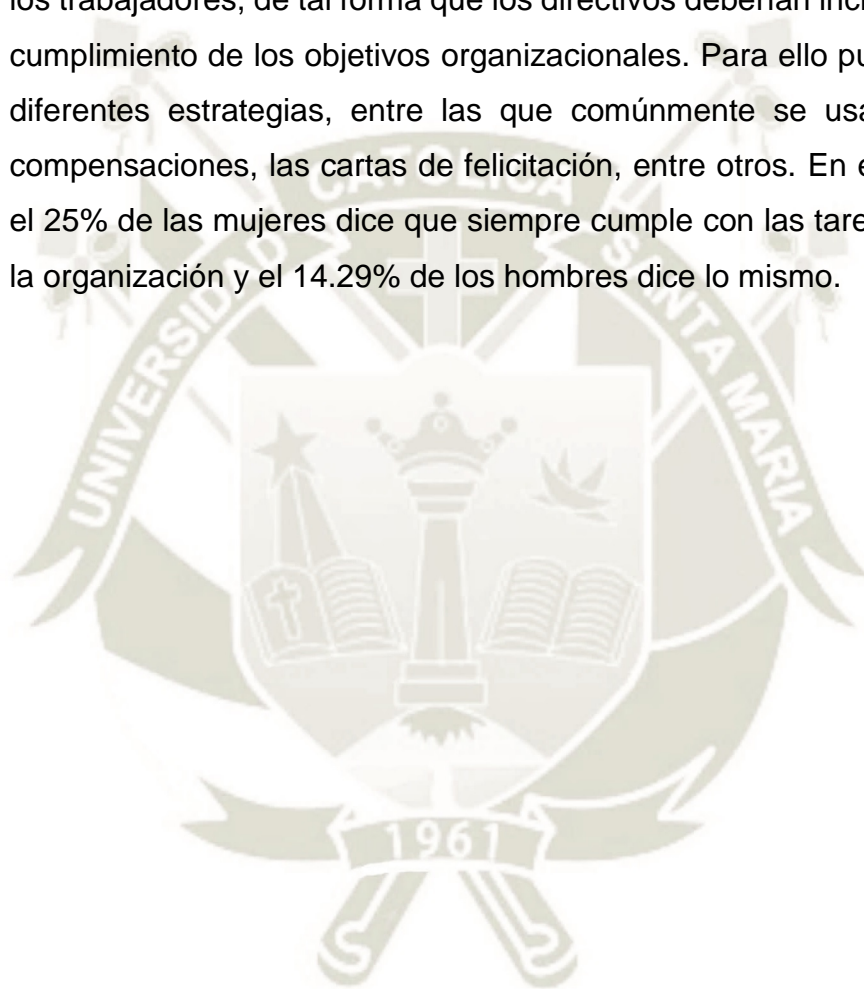 los trabajadores, de tal forma que los directivos deberían
cumplimiento de los objetivos organizacionales. Para ello
diferentes estrategias, entre las que comúnmente se
compensaciones, las cartas de felicitación, entre otros. En
el 25% de las mujeres dice que siempre cumple con las
la organización y el 14.29% de los hombres dice lo mismo.
UNIVERSIDAD CATOLICA SANTA MARIA
1961